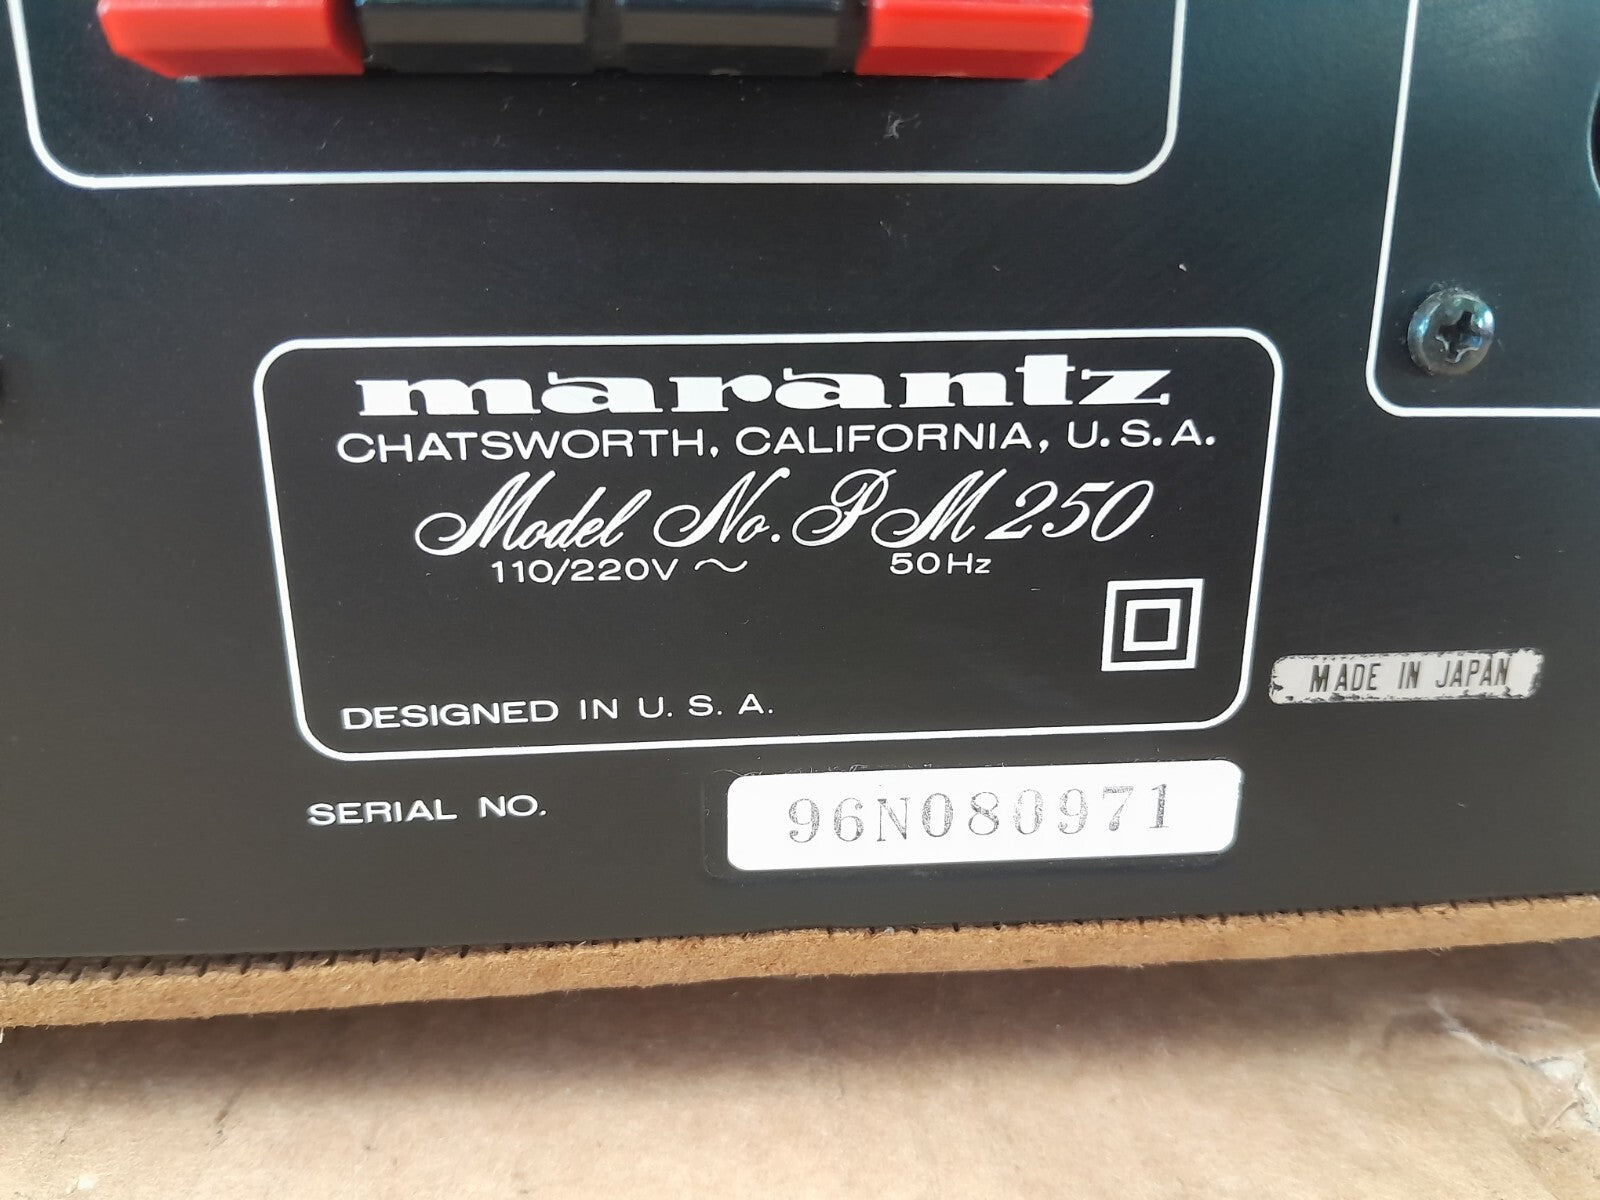 marantz
CHATSWORTH, CALIFORNIA, U.S.A.
Model No. PM 250
110/220V ~ 50Hz
DESIGNED IN U.S.A.
MADE IN JAPAN
SERIAL NO. 96N080971